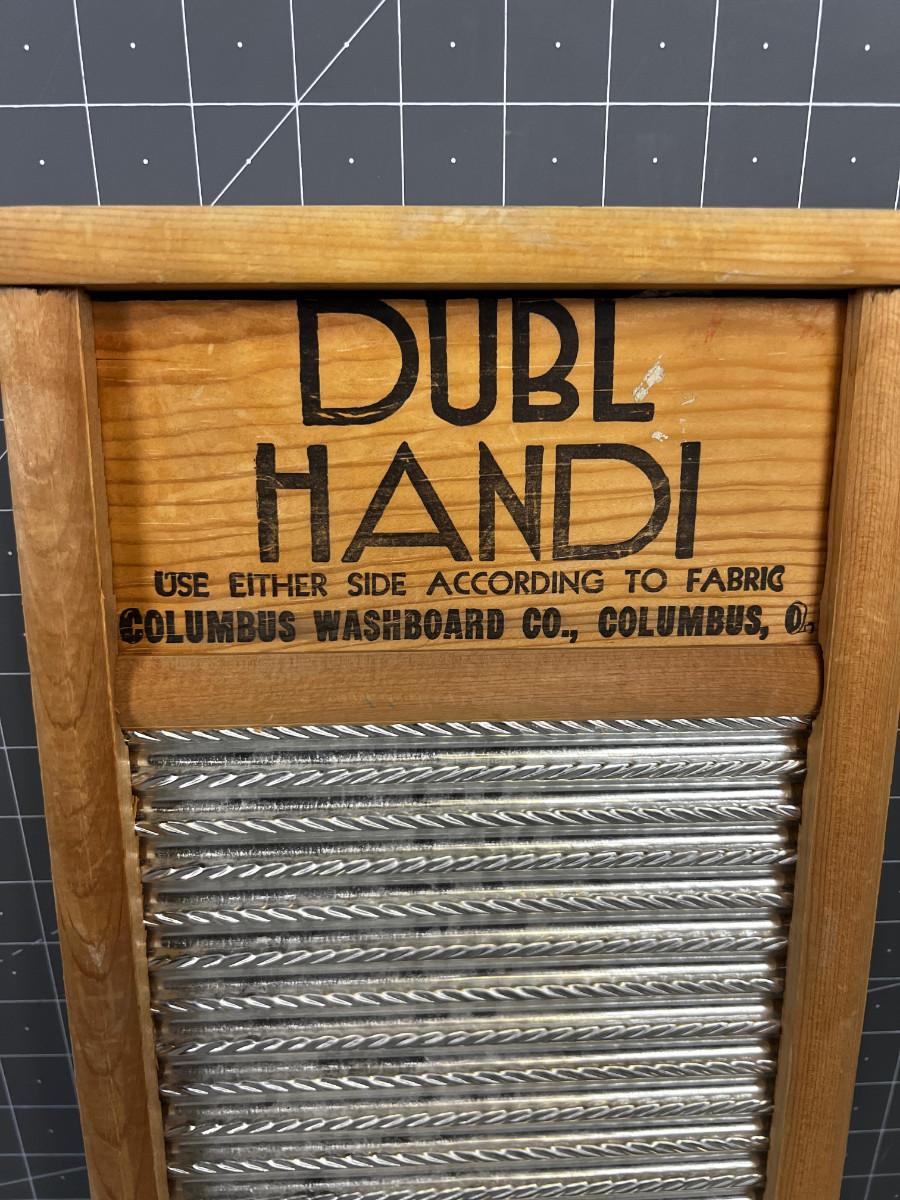 DUBL
HANDI
USE EITHER SIDE ACCORDING TO FABRIC
COLUMBUS WASHBOARD CO., COLUMBUS, O.